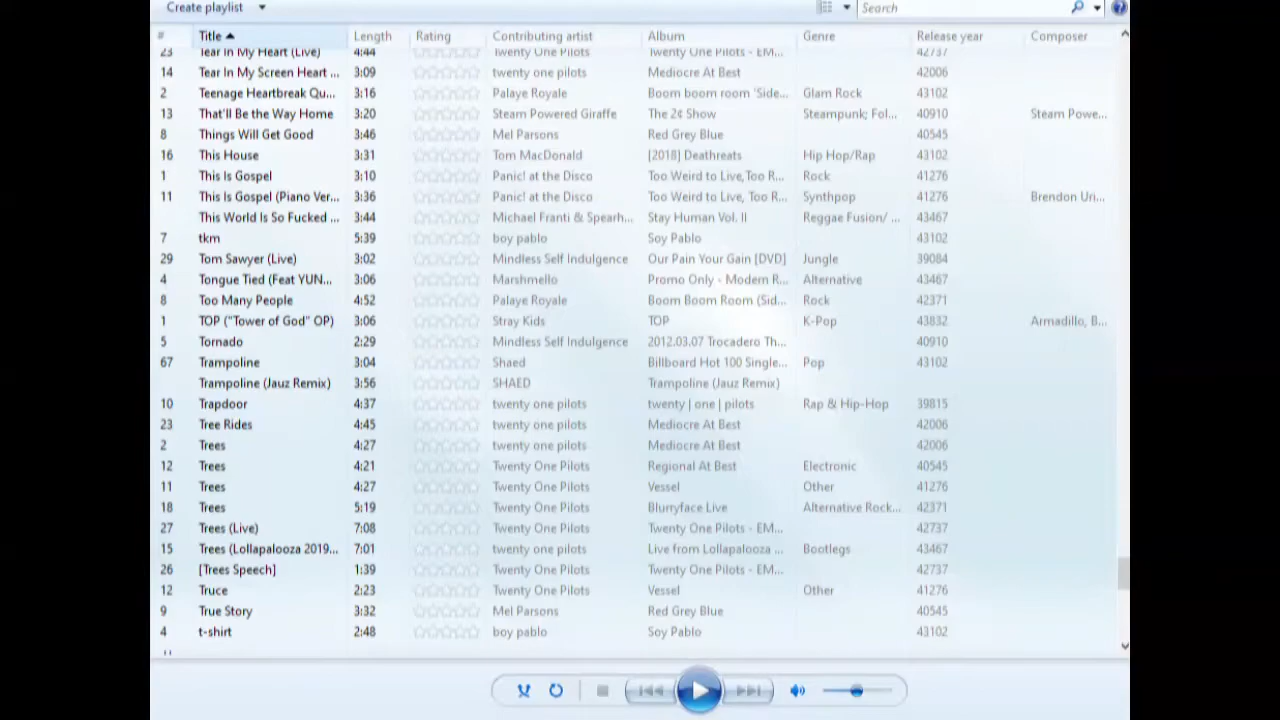 Create playlist Search
# Title Length Rating Contributing artist Album Genre Release year Composer
23 Tear In My Heart (Live) 4:44 Twenty One Pilots Twenty One Pilots - EM... 42737
14 Tear In My Screen Heart ... 3:09 twenty one pilots Mediocre At Best 42006
2 Teenage Heartbreak Qu... 3:16 Palaye Royale Boom boom room 'Side... Glam Rock 43102
13 That'll Be the Way Home 3:20 Steam Powered Giraffe The 2¢ Show Steampunk; Fol... 40910 Steam Powe...
8 Things Will Get Good 3:46 Mel Parsons Red Grey Blue 40545
16 This House 3:31 Tom MacDonald [2018] Deathreats Hip Hop/Rap 43102
1 This Is Gospel 3:10 Panic! at the Disco Too Weird to Live,Too R... Rock 41276
11 This Is Gospel (Piano Ver... 3:36 Panic! at the Disco Too Weird to Live, Too R... Synthpop 41276 Brendon Uri...
This World Is So Fucked ... 3:44 Michael Franti & Spearh... Stay Human Vol. II Reggae Fusion/ ... 43467
7 tkm 5:39 boy pablo Soy Pablo 43102
29 Tom Sawyer (Live) 3:02 Mindless Self Indulgence Our Pain Your Gain [DVD] Jungle 39084
4 Tongue Tied (Feat YUN... 3:06 Marshmello Promo Only - Modern R... Alternative 43467
8 Too Many People 4:52 Palaye Royale Boom Boom Room (Sid... Rock 42371
1 TOP ("Tower of God" OP) 3:06 Stray Kids TOP K-Pop 43832 Armadillo, B...
5 Tornado 2:29 Mindless Self Indulgence 2012.03.07 Trocadero Th... 40910
67 Trampoline 3:04 Shaed Billboard Hot 100 Single... Pop 43102
Trampoline (Jauz Remix) 3:56 SHAED Trampoline (Jauz Remix)
10 Trapdoor 4:37 twenty one pilots twenty | one | pilots Rap & Hip-Hop 39815
23 Tree Rides 4:45 twenty one pilots Mediocre At Best 42006
2 Trees 4:27 twenty one pilots Mediocre At Best 42006
12 Trees 4:21 Twenty One Pilots Regional At Best Electronic 40545
11 Trees 4:27 Twenty One Pilots Vessel Other 41276
18 Trees 5:19 Twenty One Pilots Blurryface Live Alternative Rock... 42371
27 Trees (Live) 7:08 Twenty One Pilots Twenty One Pilots - EM... 42737
15 Trees (Lollapalooza 2019... 7:01 twenty one pilots Live from Lollapalooza ... Bootlegs 43467
26 [Trees Speech] 1:39 Twenty One Pilots Twenty One Pilots - EM... 42737
12 Truce 2:23 Twenty One Pilots Vessel Other 41276
9 True Story 3:32 Mel Parsons Red Grey Blue 40545
4 t-shirt 2:48 boy pablo Soy Pablo 43102